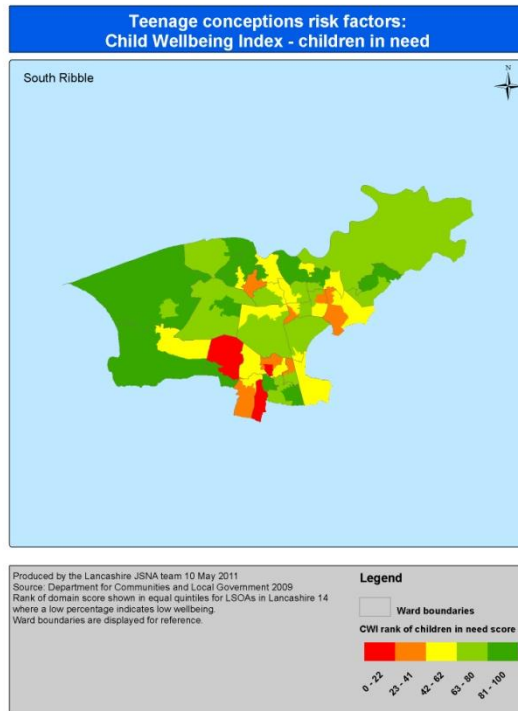 Teenage conceptions risk factors:
Child Wellbeing Index - children in need
South Ribble
N
Produced by the Lancashire JSNA team 10 May 2011
Source: Department for Communities and Local Government 2009
Rank of domain score shown in equal quintiles for LSOAs in Lancashire 14
where a low percentage indicates low wellbeing.
Ward boundaries are displayed for reference.
Legend
Ward boundaries
CWI rank of children in need score
0 - 22
23 - 41
42 - 62
63 - 80
81 - 100